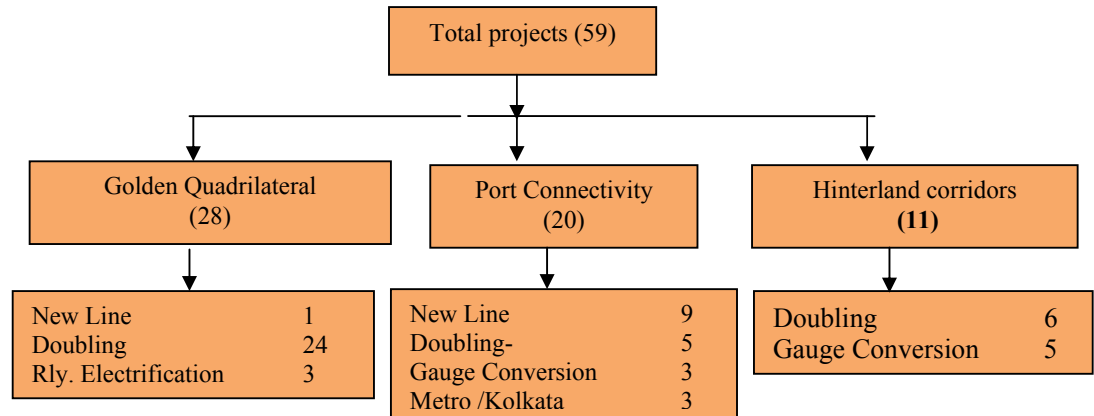 Total projects (59)
Golden Quadrilateral
(28)
Port Connectivity
(20)
Hinterland corridors
(11)
New Line 1
Doubling 24
Rly. Electrification 3
New Line 9
Doubling- 5
Gauge Conversion 3
Metro /Kolkata 3
Doubling 6
Gauge Conversion 5